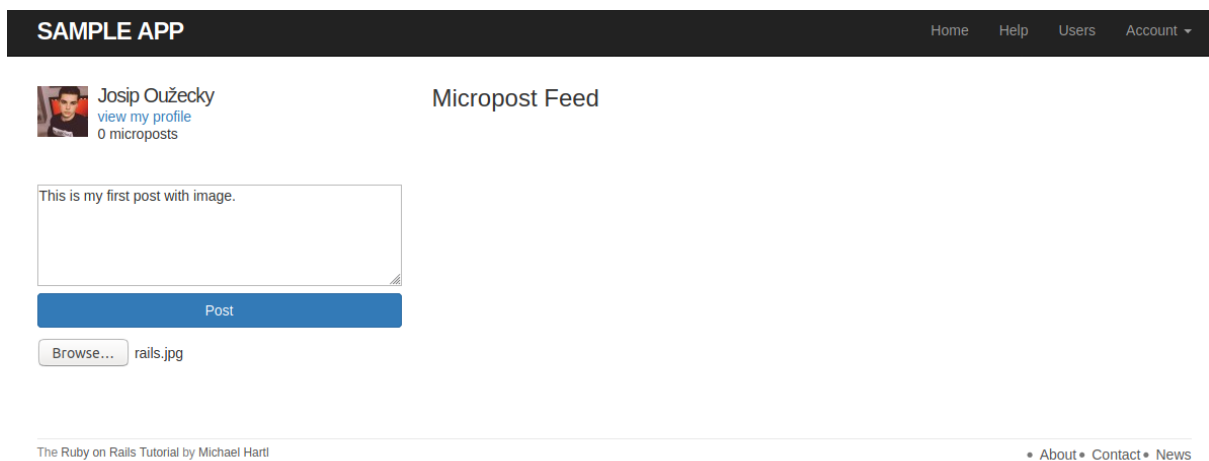 SAMPLE APP
Home Help Users Account
Josip Oužecky
view my profile
0 microposts
Micropost Feed
This is my first post with image.
Post
Browse... rails.jpg
The Ruby on Rails Tutorial by Michael Hartl
• About • Contact • News